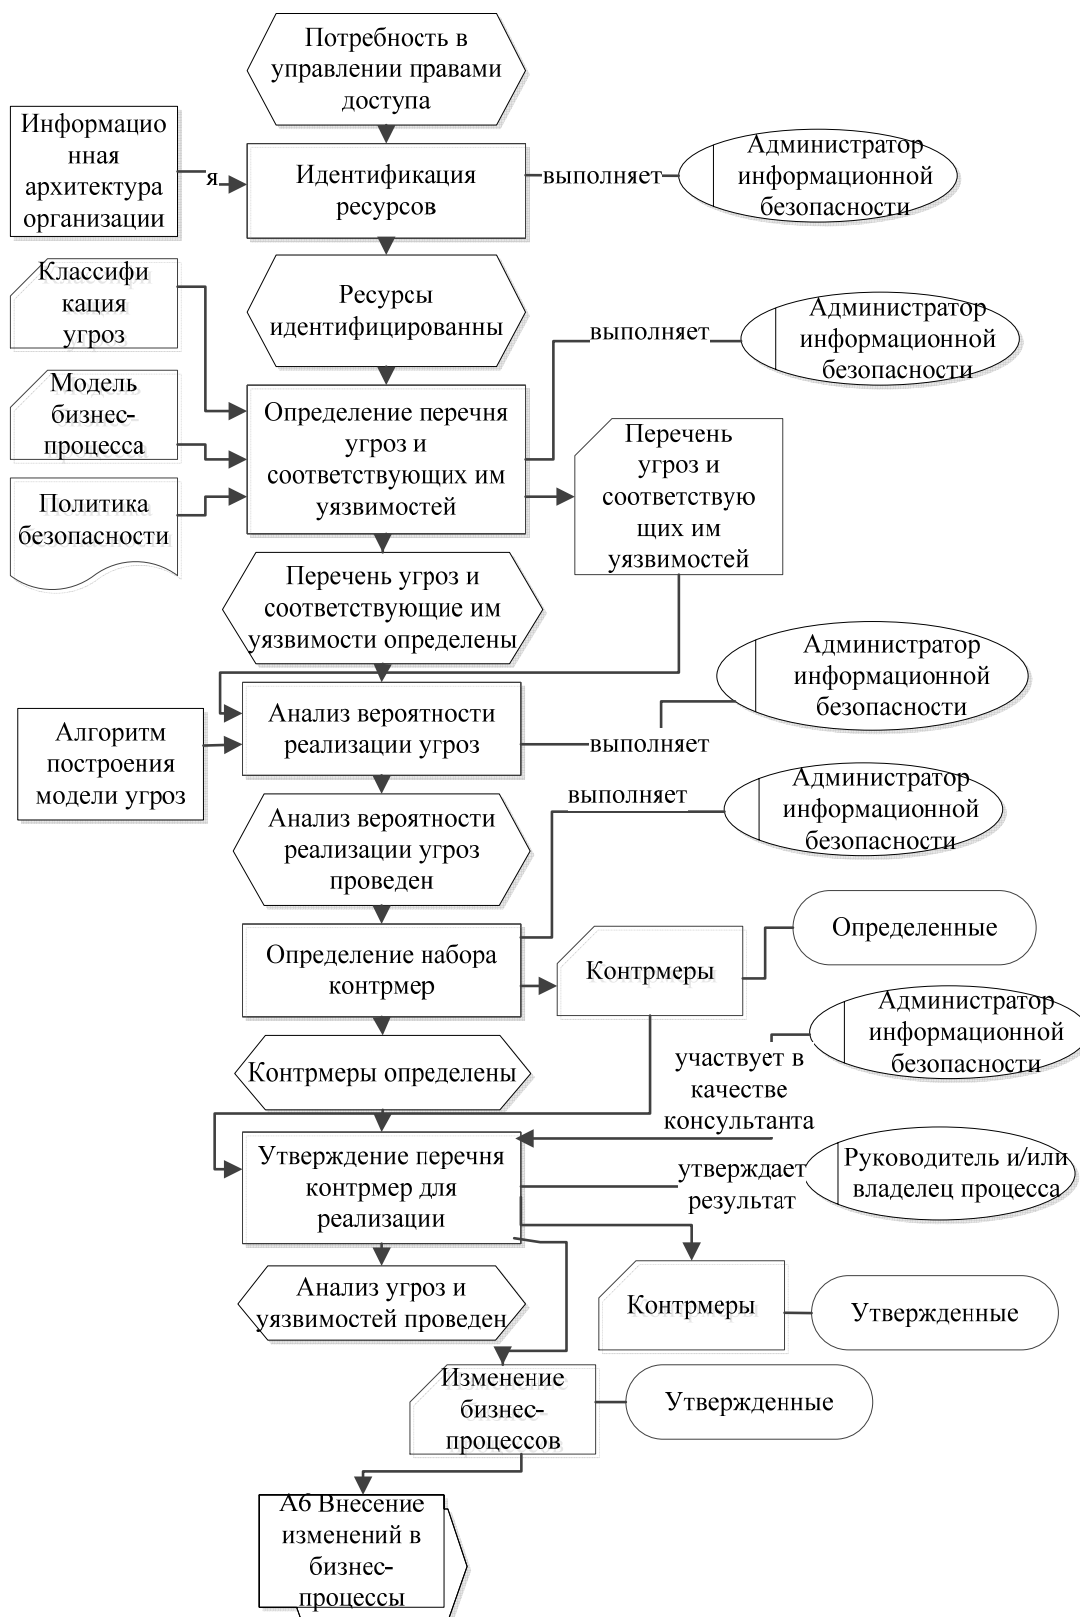 Потребность в
управлении правами
доступа
Информацио
нная
архитектура
организации
я
Идентификация
ресурсов
выполняет
Администратор
информационной
безопасности
Классифи
кация
угроз
Ресурсы
идентифицированны
выполняет
Администратор
информационной
безопасности
Модель
бизнес-
процесса
Определение перечня
угроз и
соответствующих им
уязвимостей
Перечень
угроз и
соответствую
щих им
уязвимостей
Политика
безопасности
Перечень угроз и
соответствующие им
уязвимости определены
Администратор
информационной
безопасности
Алгоритм
построения
модели угроз
Анализ вероятности
реализации угроз
выполняет
Анализ вероятности
реализации угроз
проведен
выполняет
Администратор
информационной
безопасности
Определение набора
контрмер
Контрмеры
Определенные
Контрмеры определены
участвует в
качестве
консультанта
Администратор
информационной
безопасности
Утверждение перечня
контрмер для
реализации
утверждает
результат
Руководитель и/или
владелец процесса
Анализ угроз и
уязвимостей проведен
Контрмеры
Утвержденные
Изменение
бизнес-
процессов
Утвержденные
А6 Внесение
изменений в
бизнес-
процессы